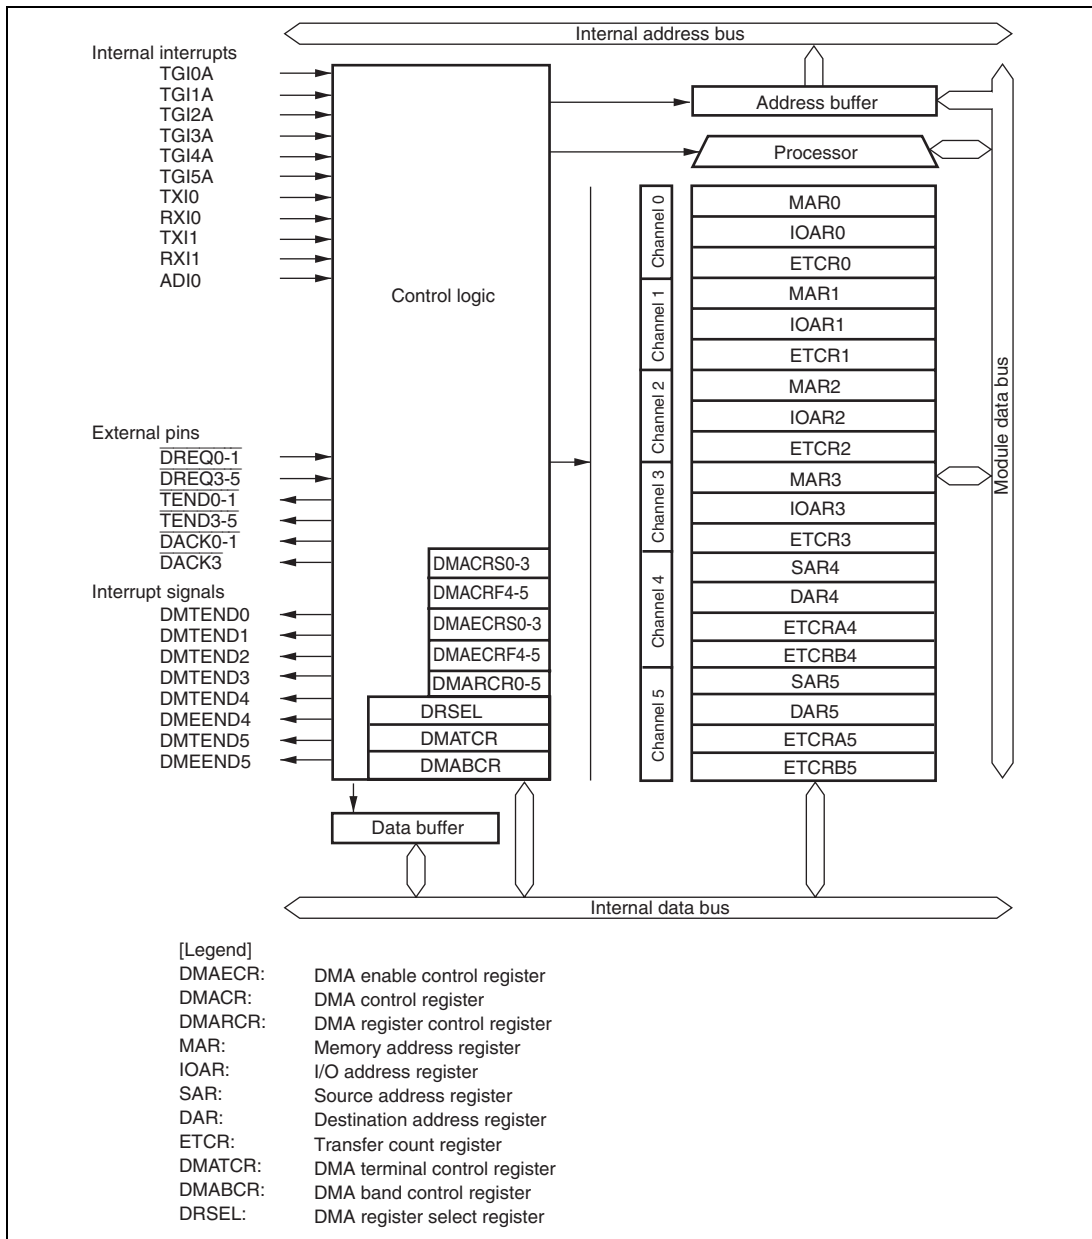 Internal address bus
Internal interrupts
TGI0A
TGI1A
TGI2A
TGI3A
TGI4A
TGI5A
TXI0
RXI0
TXI1
RXI1
ADI0
Control logic
Address buffer
Processor
Channel 0
MAR0
IOAR0
ETCR0
Channel 1
MAR1
IOAR1
ETCR1
Channel 2
MAR2
IOAR2
ETCR2
Channel 3
MAR3
IOAR3
ETCR3
Channel 4
SAR4
DAR4
ETCRA4
ETCRB4
Channel 5
SAR5
DAR5
ETCRA5
ETCRB5
Module data bus
External pins
DREQ0-1
DREQ3-5
TEND0-1
TEND3-5
DACK0-1
DACK3
Interrupt signals
DMTEND0
DMTEND1
DMTEND2
DMTEND3
DMTEND4
DMEEND4
DMTEND5
DMEEND5
DMACRS0-3
DMACRF4-5
DMAECRS0-3
DMAECRF4-5
DMARCR0-5
DRSEL
DMATCR
DMABCR
Data buffer
Internal data bus
[Legend]
DMAECR: DMA enable control register
DMACR: DMA control register
DMARCR: DMA register control register
MAR: Memory address register
IOAR: I/O address register
SAR: Source address register
DAR: Destination address register
ETCR: Transfer count register
DMATCR: DMA terminal control register
DMABCR: DMA band control register
DRSEL: DMA register select register